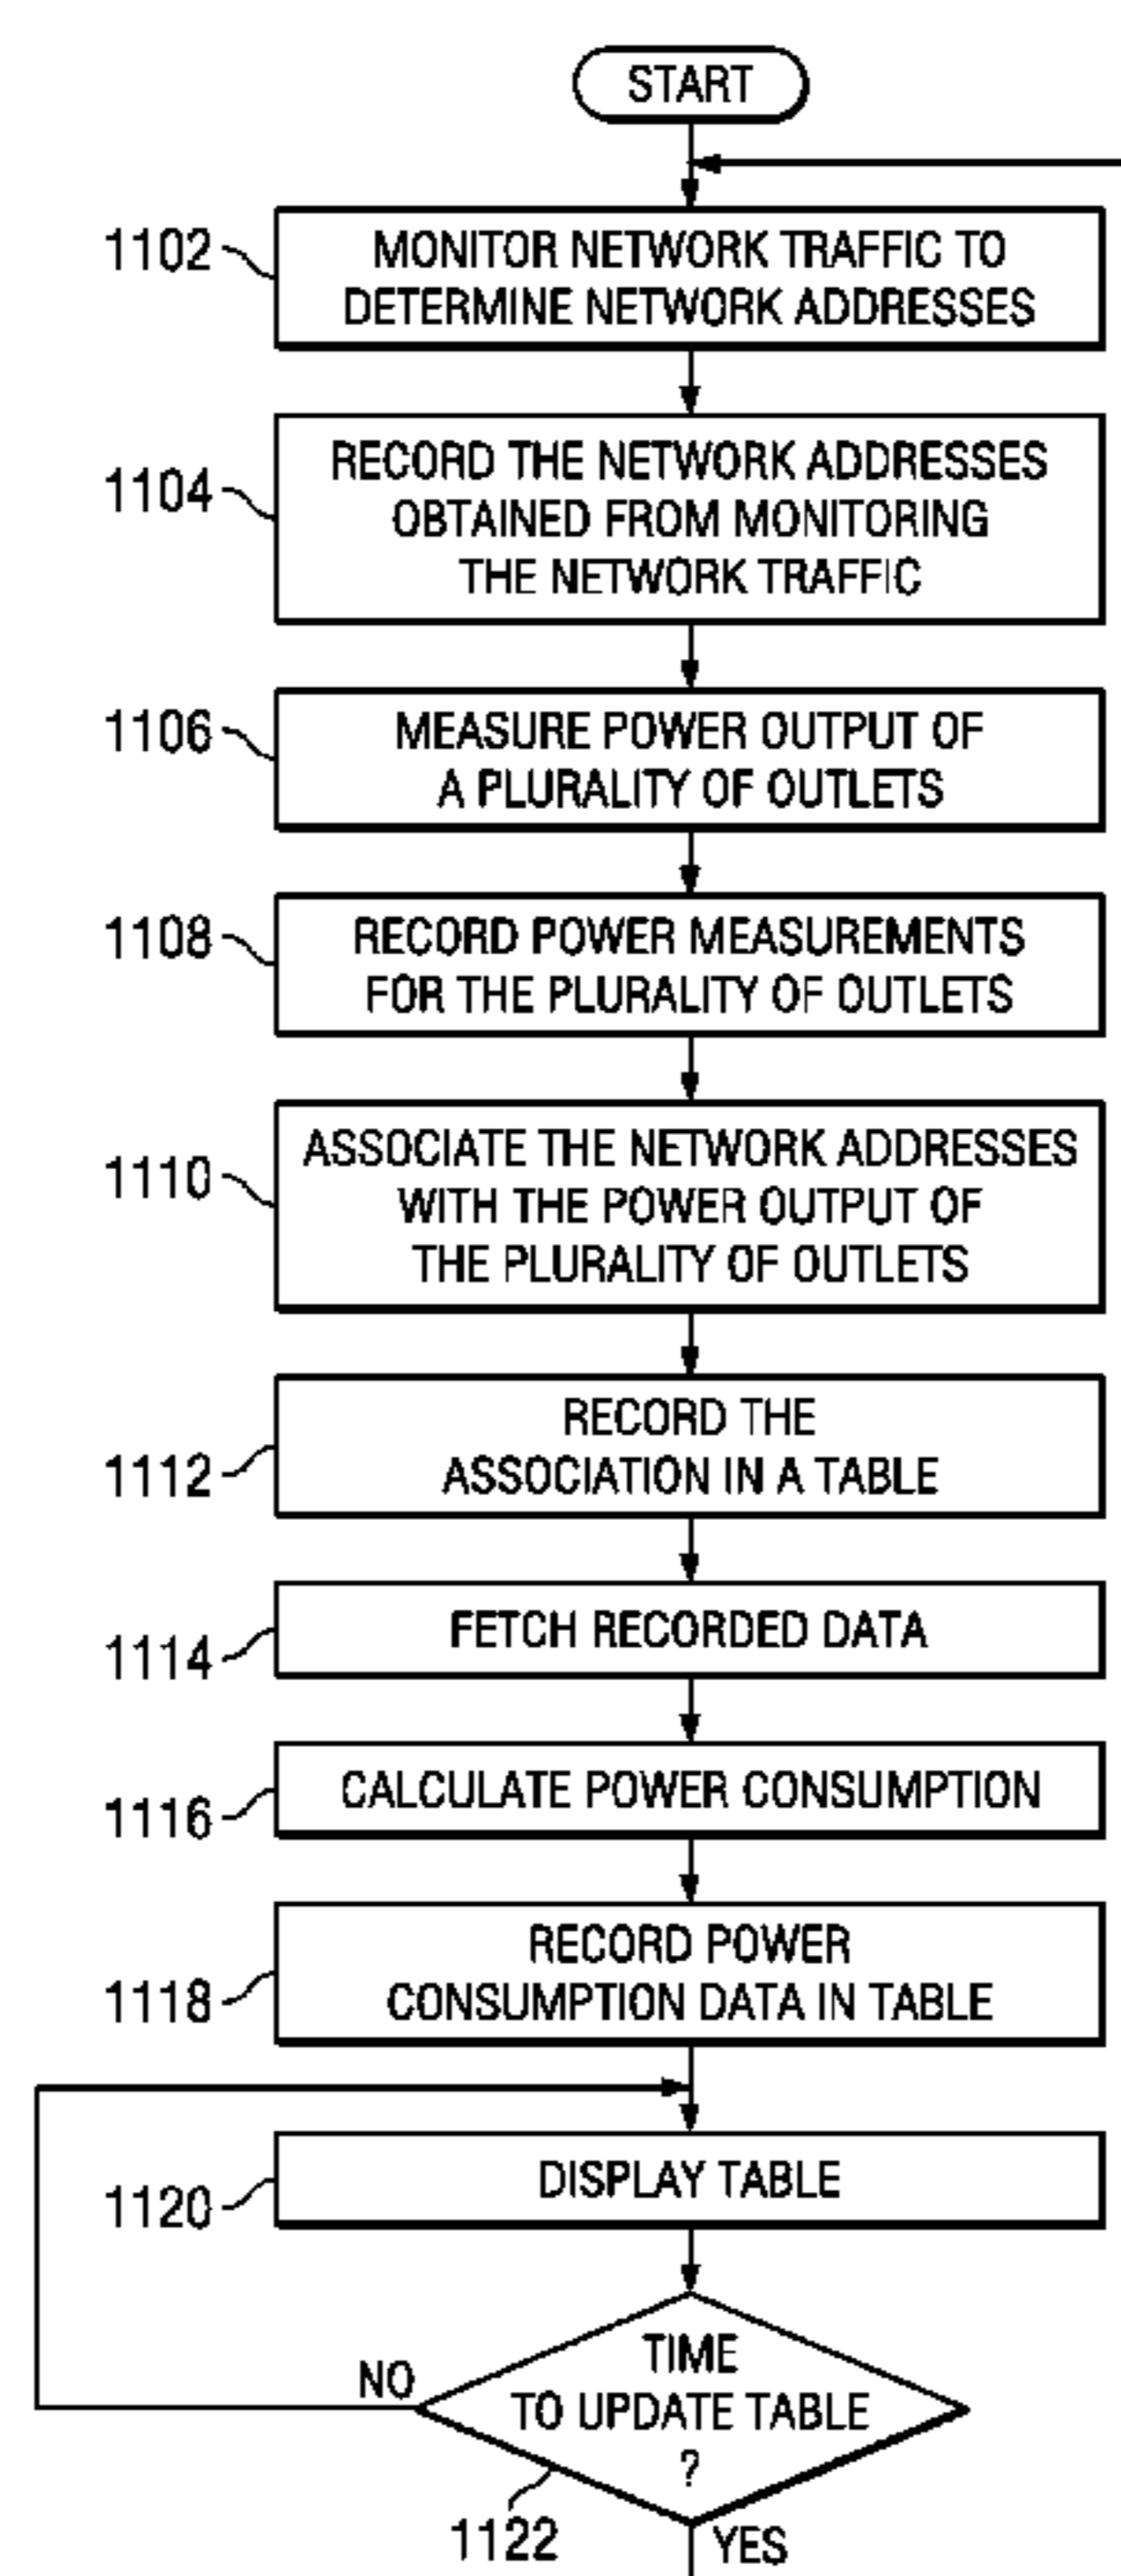 START
1102
MONITOR NETWORK TRAFFIC TO
DETERMINE NETWORK ADDRESSES
1104
RECORD THE NETWORK ADDRESSES
OBTAINED FROM MONITORING
THE NETWORK TRAFFIC
1106
MEASURE POWER OUTPUT OF
A PLURALITY OF OUTLETS
1108
RECORD POWER MEASUREMENTS
FOR THE PLURALITY OF OUTLETS
1110
ASSOCIATE THE NETWORK ADDRESSES
WITH THE POWER OUTPUT OF
THE PLURALITY OF OUTLETS
1112
RECORD THE
ASSOCIATION IN A TABLE
1114
FETCH RECORDED DATA
1116
CALCULATE POWER CONSUMPTION
1118
RECORD POWER
CONSUMPTION DATA IN TABLE
1120
DISPLAY TABLE
NO
TIME
TO UPDATE TABLE
?
1122
YES